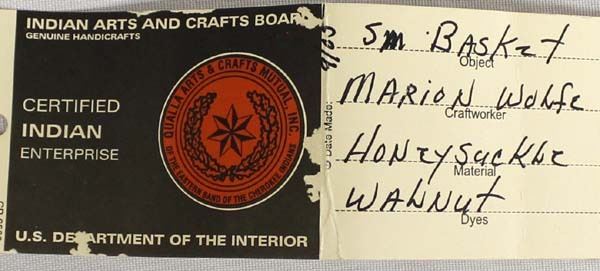 INDIAN ARTS AND CRAFTS BOARD
GENUINE HANDICRAFTS
CERTIFIED
INDIAN
ENTERPRISE
QUALLA ARTS & CRAFTS MUTUAL, INC.
OF THE EASTERN BAND OF THE CHEROKEE INDIANS
U.S. DEPARTMENT OF THE INTERIOR
Date Made:
Sm BASKET
Object
MARION WOLFE
Craftworker
HONEYSUCKLE
Material
WALNUT
Dyes